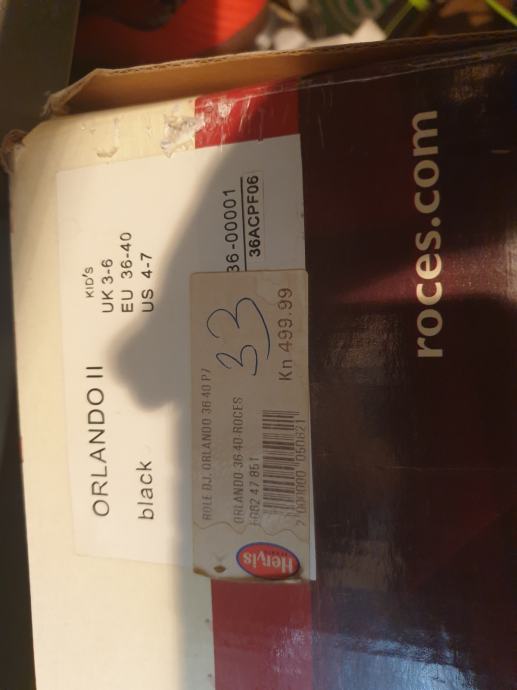 ORLANDO II
black
KID'S
UK 3-6
EU 36-40
US 4-7
36-00001
36ACPF06
ROLE DJ. ORLANDO 36-40 P7
33
ORLANDO 36-40 ROCES
Kn 499.99
Hervis
roces.com